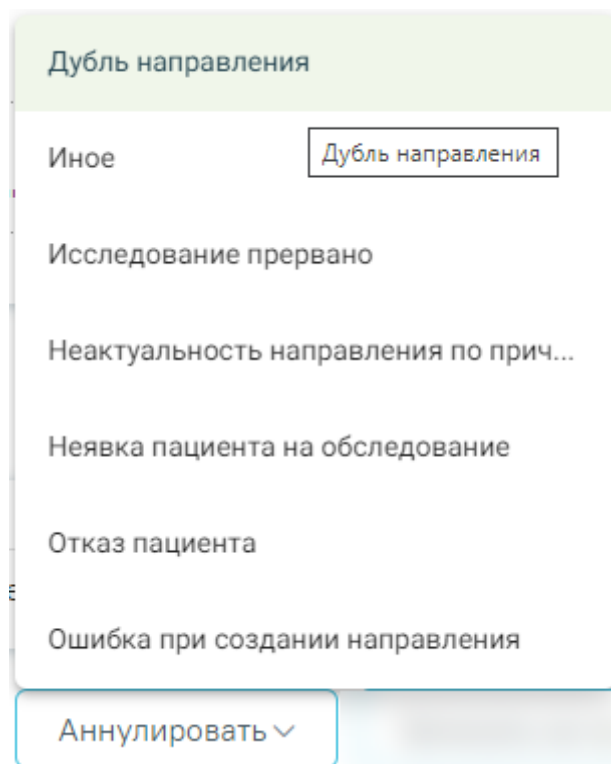 Дубль направления
Иное
Дубль направления
Исследование прервано
Неактуальность направления по прич...
Неявка пациента на обследование
Отказ пациента
Ошибка при создании направления
Аннулировать